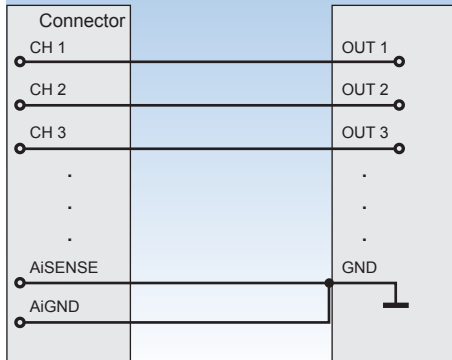 Connector
CH 1 OUT 1
CH 2 OUT 2
CH 3 OUT 3
. .
. .
. .
AiSENSE GND
AiGND